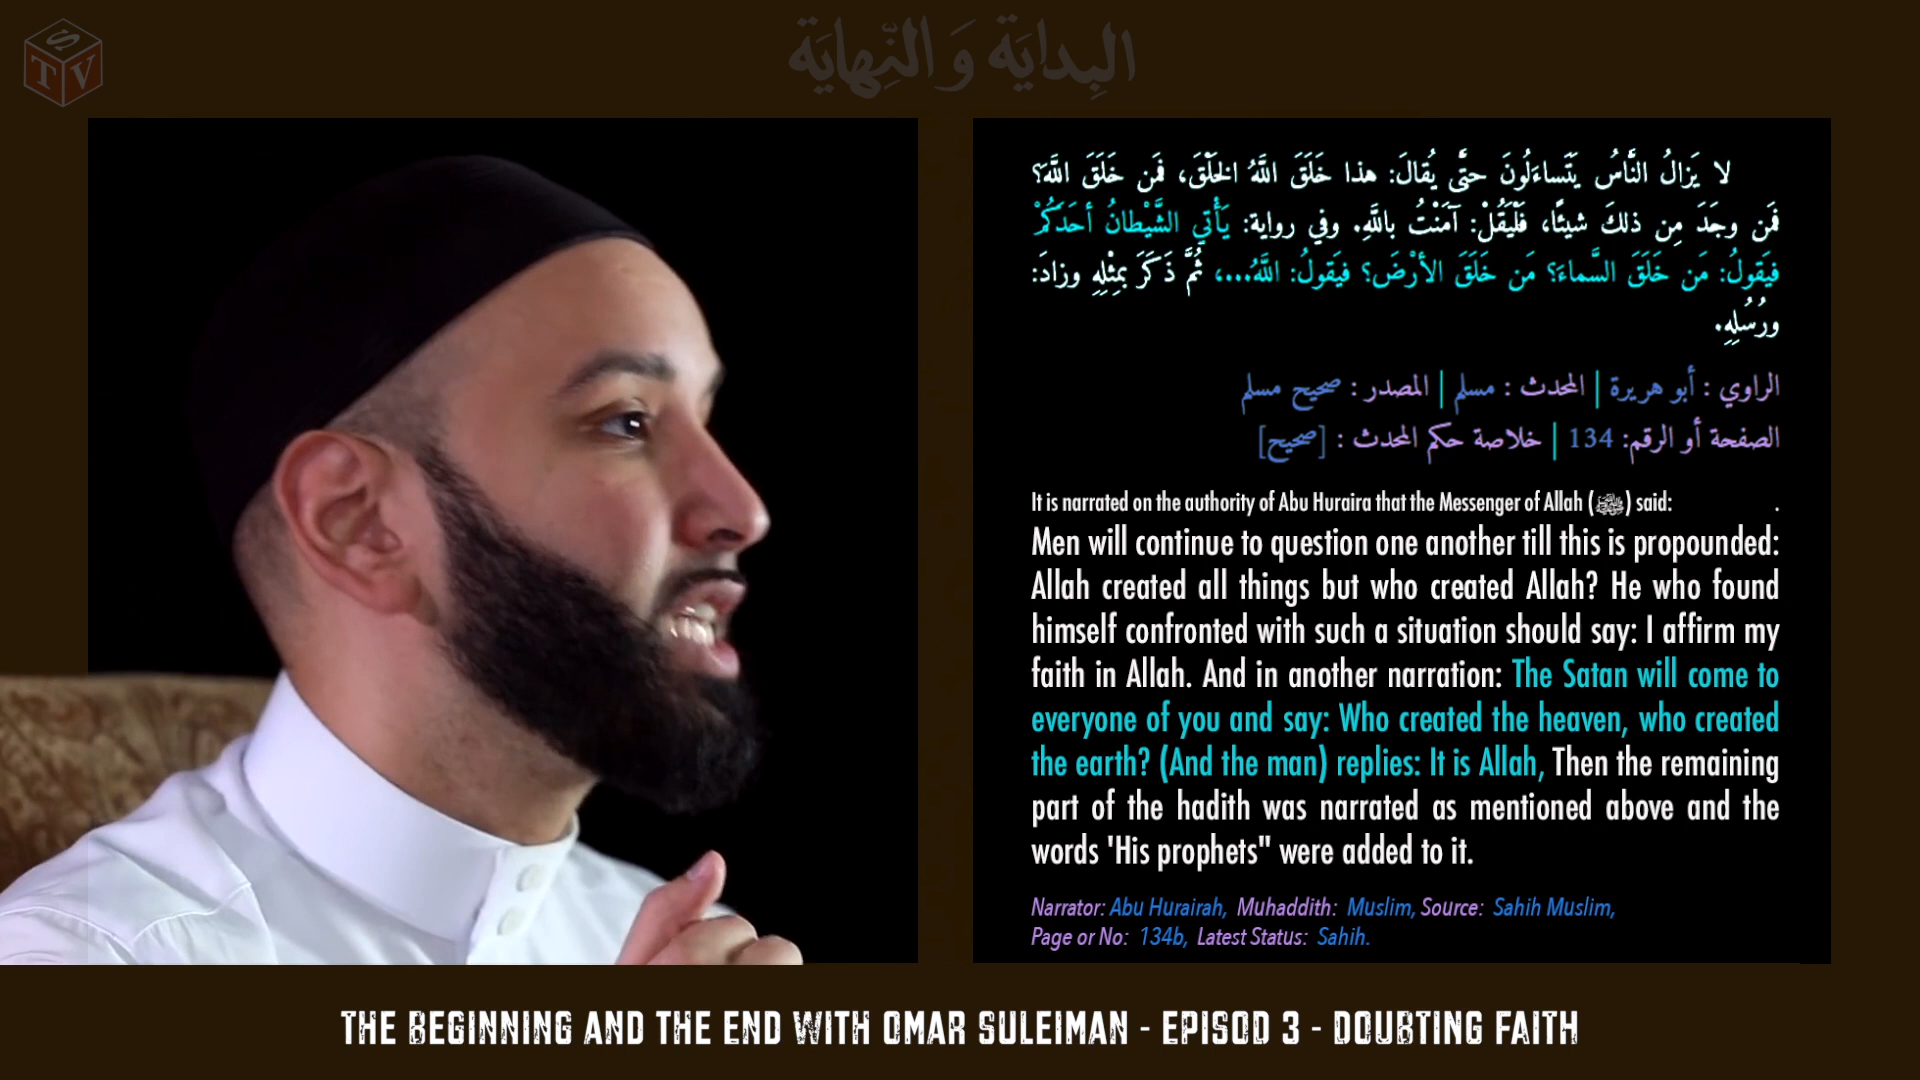 S
T V
البِدايَة وَ النِّهايَة
لا يَزالُ النَّاسُ يَتَساءَلُونَ حتَّى يُقالَ: هذا خَلَقَ اللَّهُ الخَلْقَ، فمَن خَلَقَ اللَّهَ؟
فمَن وجَدَ مِن ذلكَ شيئًا، فَلْيَقُلْ: آمَنْتُ باللَّهِ. وفي رواية: يَأْتي الشَّيْطانُ أحَدَكُمْ
فيَقولُ: مَن خَلَقَ السَّماءَ؟ مَن خَلَقَ الأرْضَ؟ فيَقولُ: اللَّهُ...، ثُمَّ ذَكَرَ بمِثْلِهِ وزادَ:
ورُسُلِهِ.
الراوي : أبو هريرة | المحدث : مسلم | المصدر : صحيح مسلم
الصفحة أو الرقم: 134 | خلاصة حكم المحدث : [صحيح]
It is narrated on the authority of Abu Huraira that the Messenger of Allah (ﷺ) said: .
Men will continue to question one another till this is propounded:
Allah created all things but who created Allah? He who found
himself confronted with such a situation should say: I affirm my
faith in Allah. And in another narration: The Satan will come to
everyone of you and say: Who created the heaven, who created
the earth? (And the man) replies: It is Allah, Then the remaining
part of the hadith was narrated as mentioned above and the
words 'His prophets" were added to it.
Narrator: Abu Hurairah, Muhaddith: Muslim, Source: Sahih Muslim,
Page or No: 134b, Latest Status: Sahih.
THE BEGINNING AND THE END WITH OMAR SULEIMAN - EPISOD 3 - DOUBTING FAITH